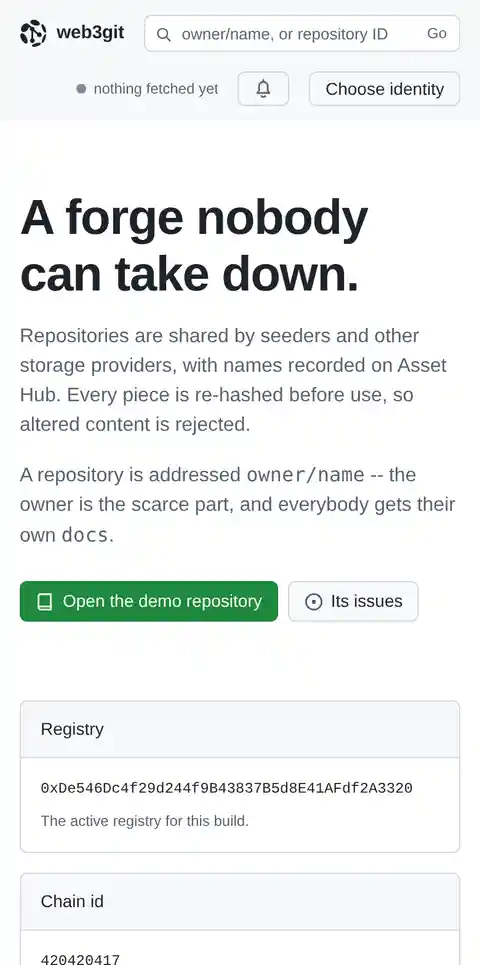 web3git
owner/name, or repository ID
Go
nothing fetched yet
Choose identity
A forge nobody
can take down.
Repositories are shared by seeders and other
storage providers, with names recorded on Asset
Hub. Every piece is re-hashed before use, so
altered content is rejected.
A repository is addressed owner/name -- the
owner is the scarce part, and everybody gets their
own docs.
Open the demo repository
Its issues
Registry
0xDe546Dc4f29d244f9B43837B5d8E41AFdf2A3320
The active registry for this build.
Chain id
420420417